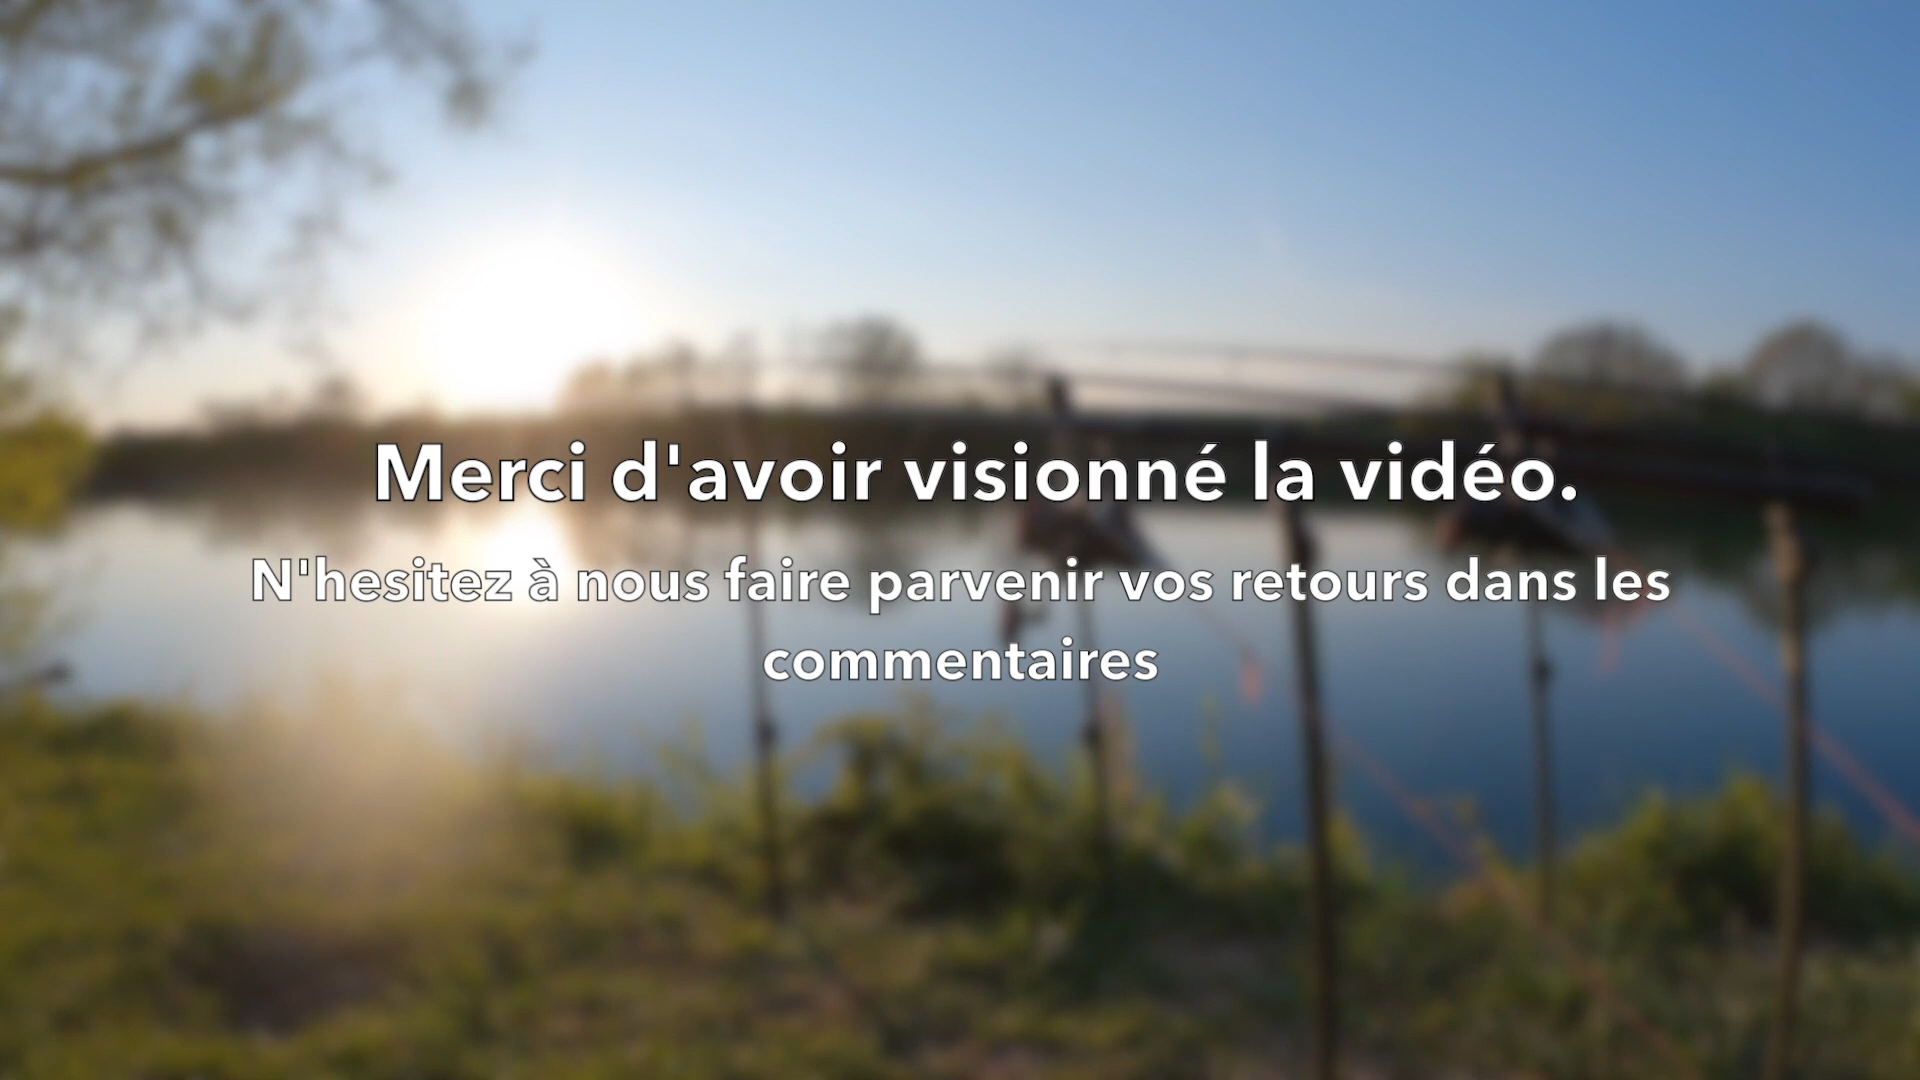 Merci d'avoir visionné la vidéo.
N'hesitez à nous faire parvenir vos retours dans les
commentaires